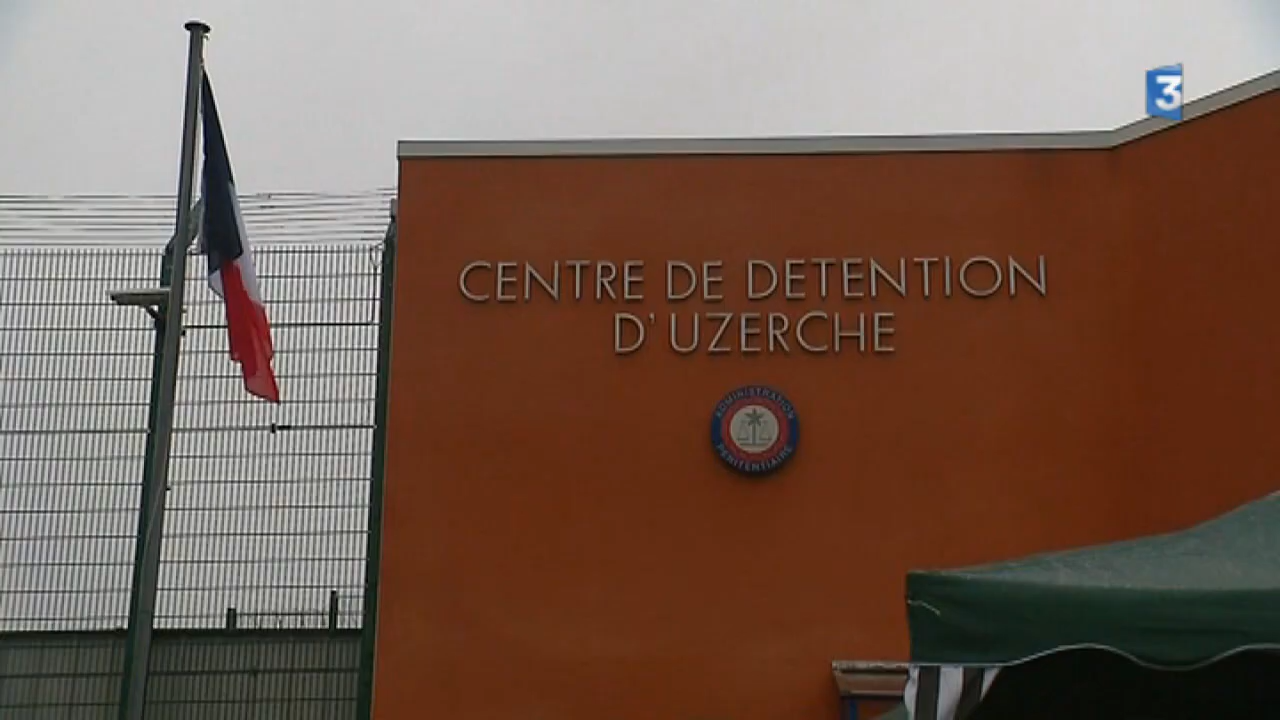 3
CENTRE DE DETENTION
D'UZERCHE
ADMINISTRATION
PENITENTIAIRE